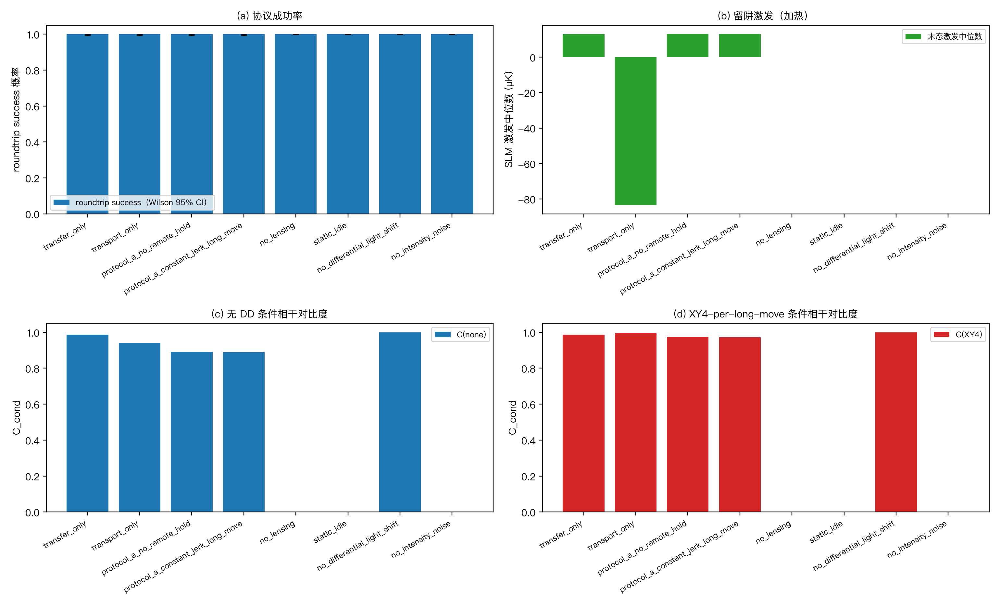 (a) 协议成功率
roundtrip success 概率
1.0
0.8
0.6
0.4
0.2
0.0
roundtrip success（Wilson 95% CI）
transfer_only
transport_only
protocol_a_no_remote_hold
protocol_a_constant_jerk_long_move
no_lensing
static_idle
no_differential_light_shift
no_intensity_noise
(b) 留阱激发（加热）
SLM 激发中位数 (μK)
0
−20
−40
−60
−80
末态激发中位数
transfer_only
transport_only
protocol_a_no_remote_hold
protocol_a_constant_jerk_long_move
no_lensing
static_idle
no_differential_light_shift
no_intensity_noise
(c) 无 DD 条件相干对比度
C_cond
1.0
0.8
0.6
0.4
0.2
0.0
C(none)
transfer_only
transport_only
protocol_a_no_remote_hold
protocol_a_constant_jerk_long_move
no_lensing
static_idle
no_differential_light_shift
no_intensity_noise
(d) XY4-per-long-move 条件相干对比度
C_cond
1.0
0.8
0.6
0.4
0.2
0.0
C(XY4)
transfer_only
transport_only
protocol_a_no_remote_hold
protocol_a_constant_jerk_long_move
no_lensing
static_idle
no_differential_light_shift
no_intensity_noise